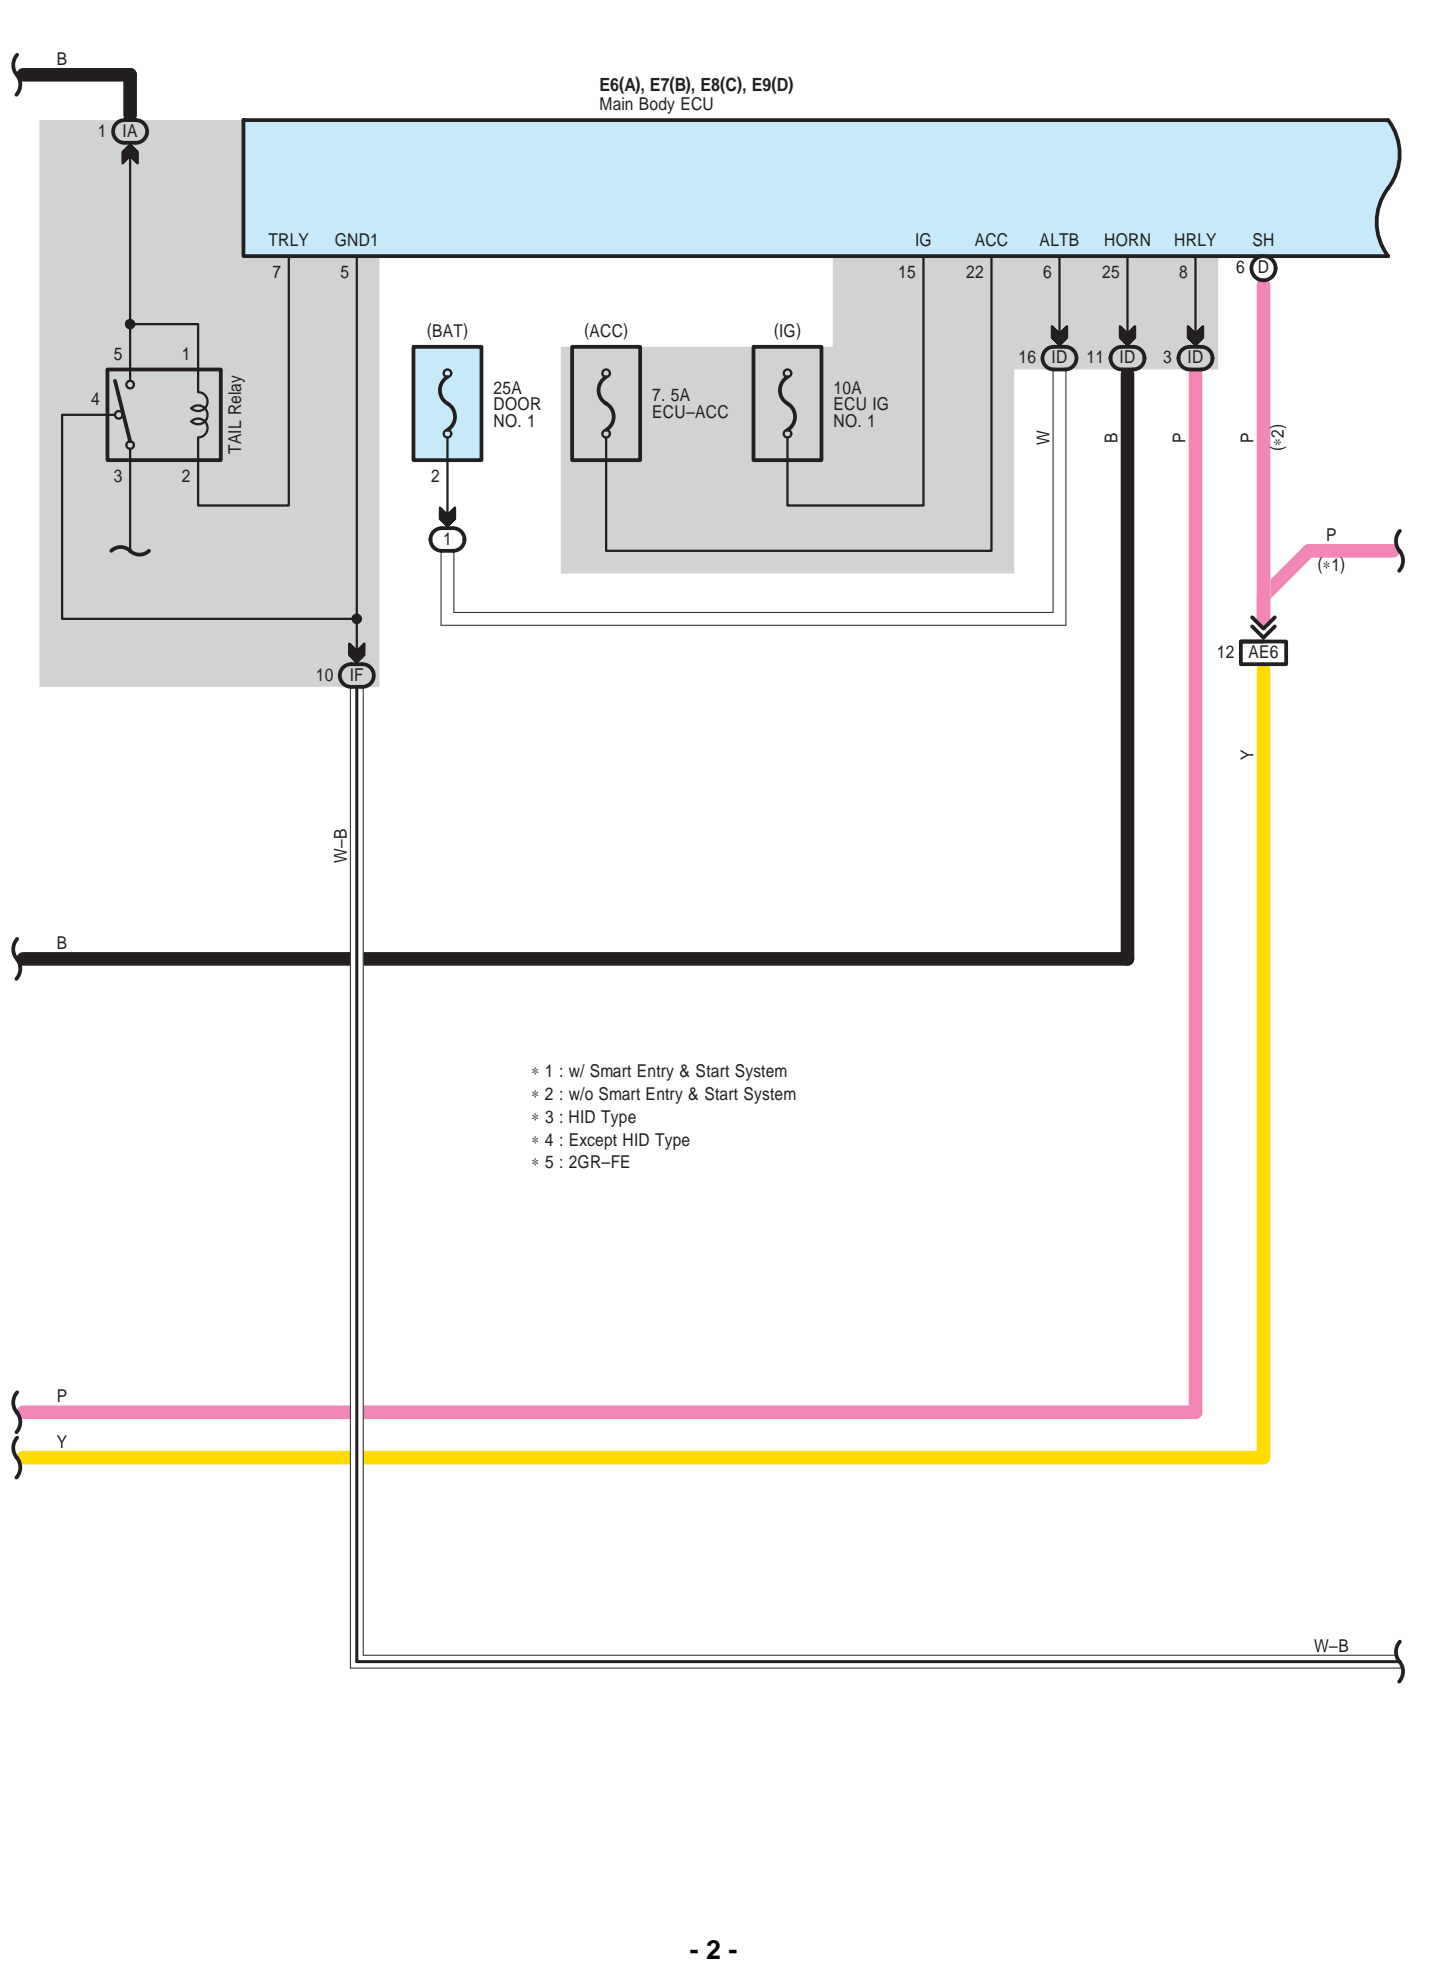 B
E6(A), E7(B), E8(C), E9(D)
Main Body ECU
1 IA
TRLY GND1 IG ACC ALTB HORN HRLY SH
7 5 15 22 6 25 8 6 D
(BAT) (ACC) (IG)
5 1
16 ID 11 ID 3 ID
4
TAIL Relay
25A
DOOR
NO. 1
7. 5A
ECU–ACC
10A
ECU IG
NO. 1
W B P P (∗2)
3 2 2
1
P
(∗1)
12 AE6
10 IF
Y
W–B
B
∗ 1 : w/ Smart Entry & Start System
∗ 2 : w/o Smart Entry & Start System
∗ 3 : HID Type
∗ 4 : Except HID Type
∗ 5 : 2GR–FE
P
Y
W–B
- 2 -